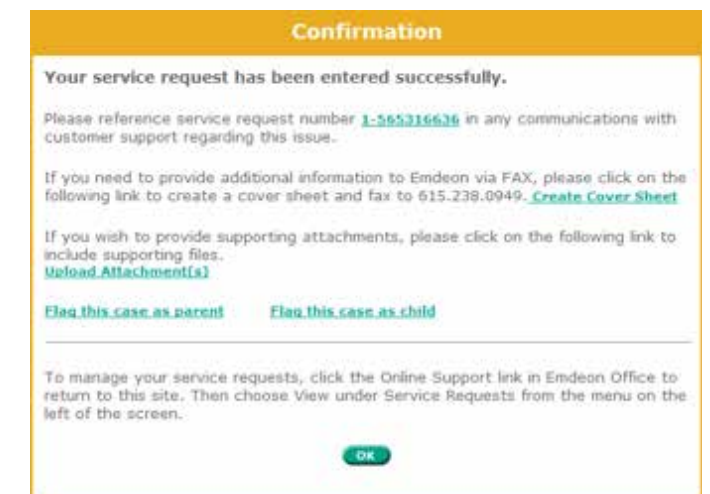 Confirmation
Your service request has been entered successfully.
Please reference service request number 1-565316636 in any communications with
customer support regarding this issue.
If you need to provide additional information to Emdeon via FAX, please click on the
following link to create a cover sheet and fax to 615.238.0949. Create Cover Sheet
If you wish to provide supporting attachments, please click on the following link to
include supporting files.
Upload Attachment(s)
Flag this case as parent Flag this case as child
To manage your service requests, click the Online Support link in Emdeon Office to
return to this site. Then choose View under Service Requests from the menu on the
left of the screen.
OK